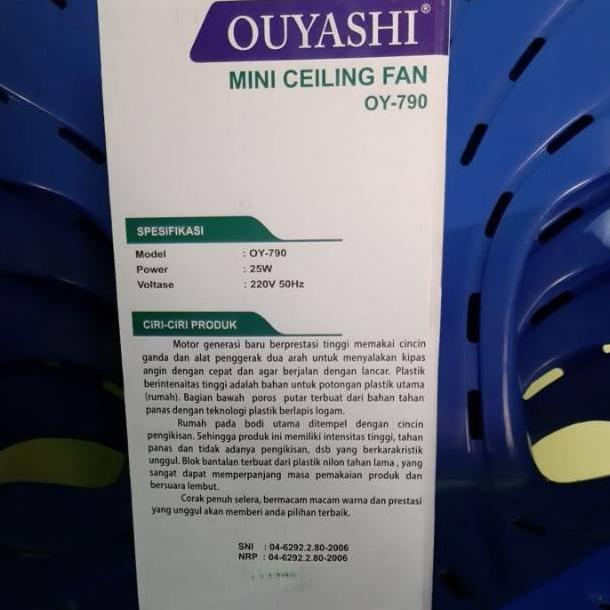 OUYASHI®
MINI CEILING FAN
OY-790
SPESIFIKASI
Model : OY-790
Power : 25W
Voltase : 220V 50Hz
CIRI-CIRI PRODUK
Motor generasi baru berprestasi tinggi memakai cincin
ganda dan alat penggerak dua arah untuk menyalakan kipas
angin dengan cepat dan agar berjalan dengan lancar. Plastik
berintenaitas tinggi adalah bahan untuk potongan plastik utama
(rumah). Bagian bawah poros putar terbuat dari bahan tahan
panas dengan teknologi plastik berlapis logam.
Rumah pada bodi utama ditempel dengan cincin
pengikisan. Sehingga produk ini memiliki intensitas tinggi, tahan
panas dan tidak adanya pengikisan, dsb yang berkarakristik
unggul. Blok bantalan terbuat dari plastik nilon tahan lama , yang
sangat dapat memperpanjang masa pemakaian produk dan
bersuara lembut.
Corak penuh selera, bermacam macam warna dan prestasi
yang unggul akan memberi anda pilihan terbaik.
SNI : 04-6292.2.80-2006
NRP : 04-6292.2.80-2006